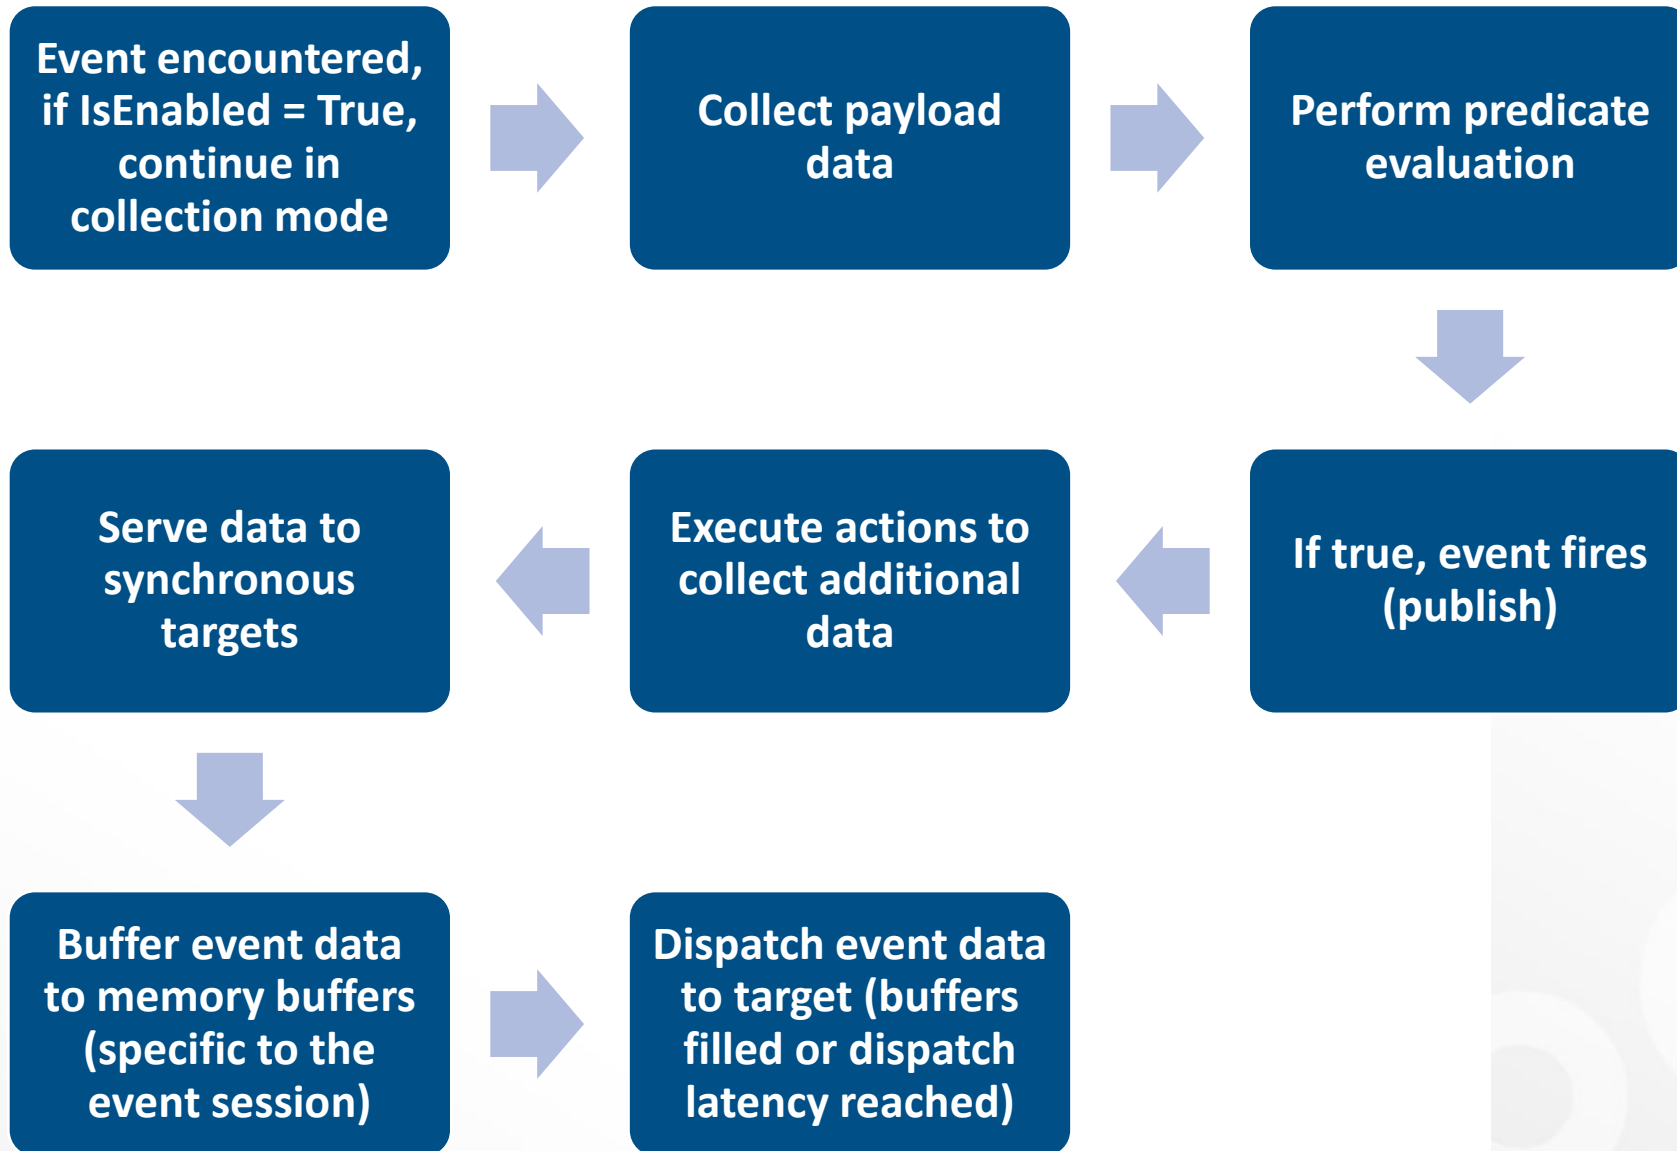 Event encountered,
if IsEnabled = True,
continue in
collection mode
Collect payload
data
Perform predicate
evaluation
If true, event fires
(publish)
Execute actions to
collect additional
data
Serve data to
synchronous
targets
Buffer event data
to memory buffers
(specific to the
event session)
Dispatch event data
to target (buffers
filled or dispatch
latency reached)